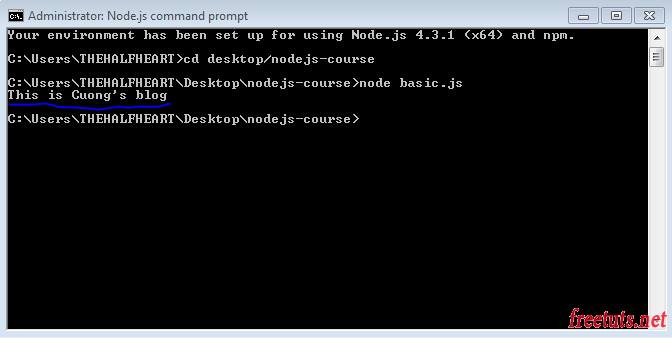 Administrator: Node.js command prompt
Your environment has been set up for using Node.js 4.3.1 (x64) and npm.
C:\Users\THEHALFHEART>cd desktop/nodejs-course
C:\Users\THEHALFHEART\Desktop\nodejs-course>node basic.js
This is Cuong's blog
C:\Users\THEHALFHEART\Desktop\nodejs-course>
freetuts.net